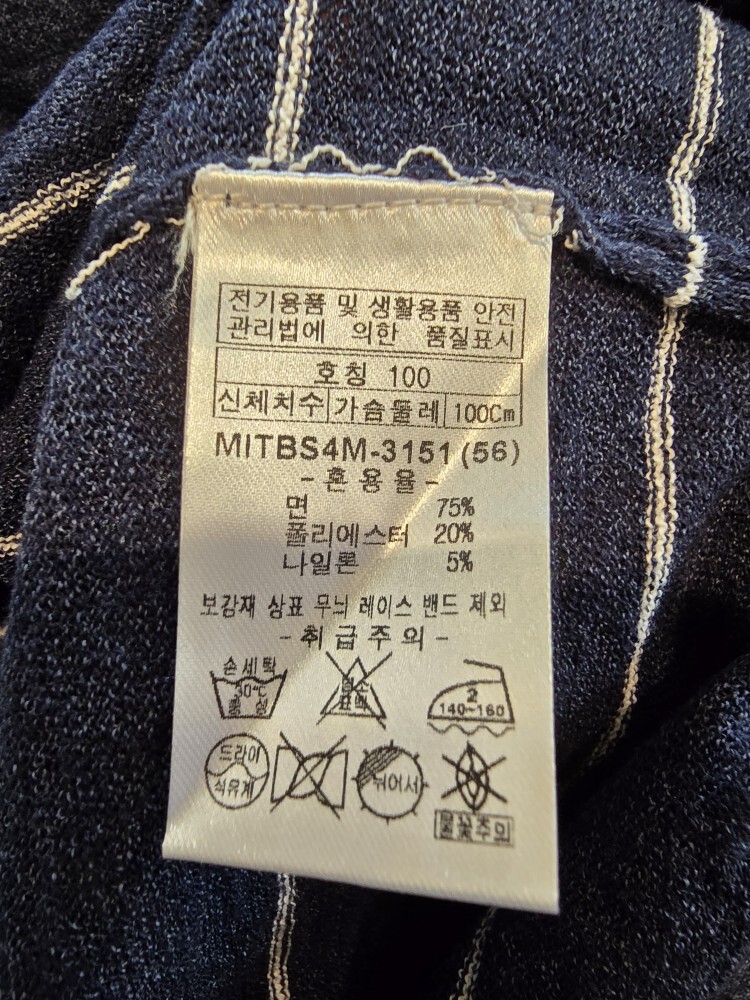 전기용품 및 생활용품 안전
관리법에 의한 품질표시
호칭 100
신체치수 가슴둘레 100Cm
MITBS4M-3151(56)
-혼용율-
면 75%
폴리에스터 20%
나일론 5%
보강재 상표 무늬 레이스 밴드 제외
-취급주의-
손세탁
30℃
중성
염소
표백
2
140~160
드라이
석유계
뉘어서
물꽃주의